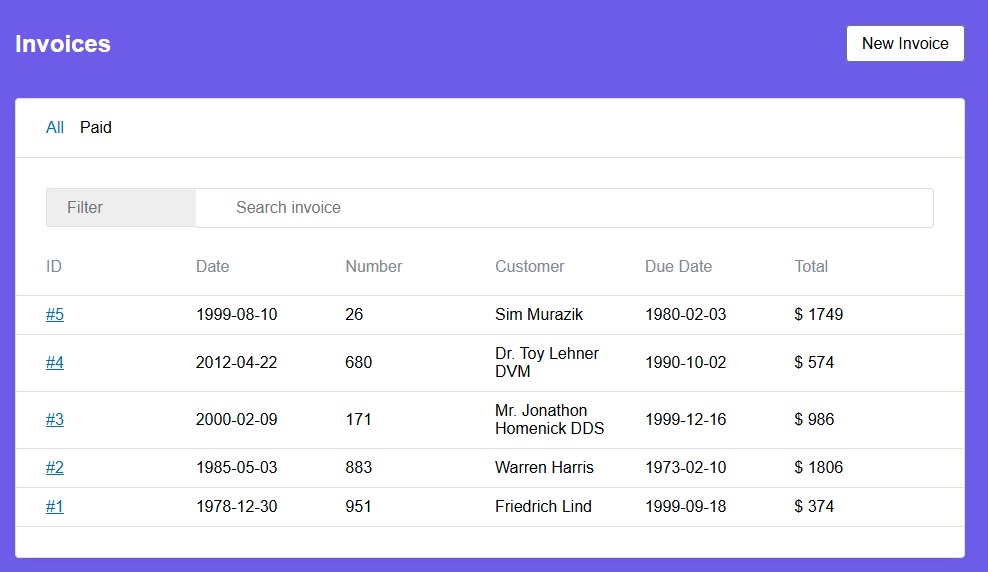 Invoices New Invoice
All Paid
Filter Search invoice
ID Date Number Customer Due Date Total
#5 1999-08-10 26 Sim Murazik 1980-02-03 $ 1749
#4 2012-04-22 680 Dr. Toy Lehner DVM 1990-10-02 $ 574
#3 2000-02-09 171 Mr. Jonathon Homenick DDS 1999-12-16 $ 986
#2 1985-05-03 883 Warren Harris 1973-02-10 $ 1806
#1 1978-12-30 951 Friedrich Lind 1999-09-18 $ 374